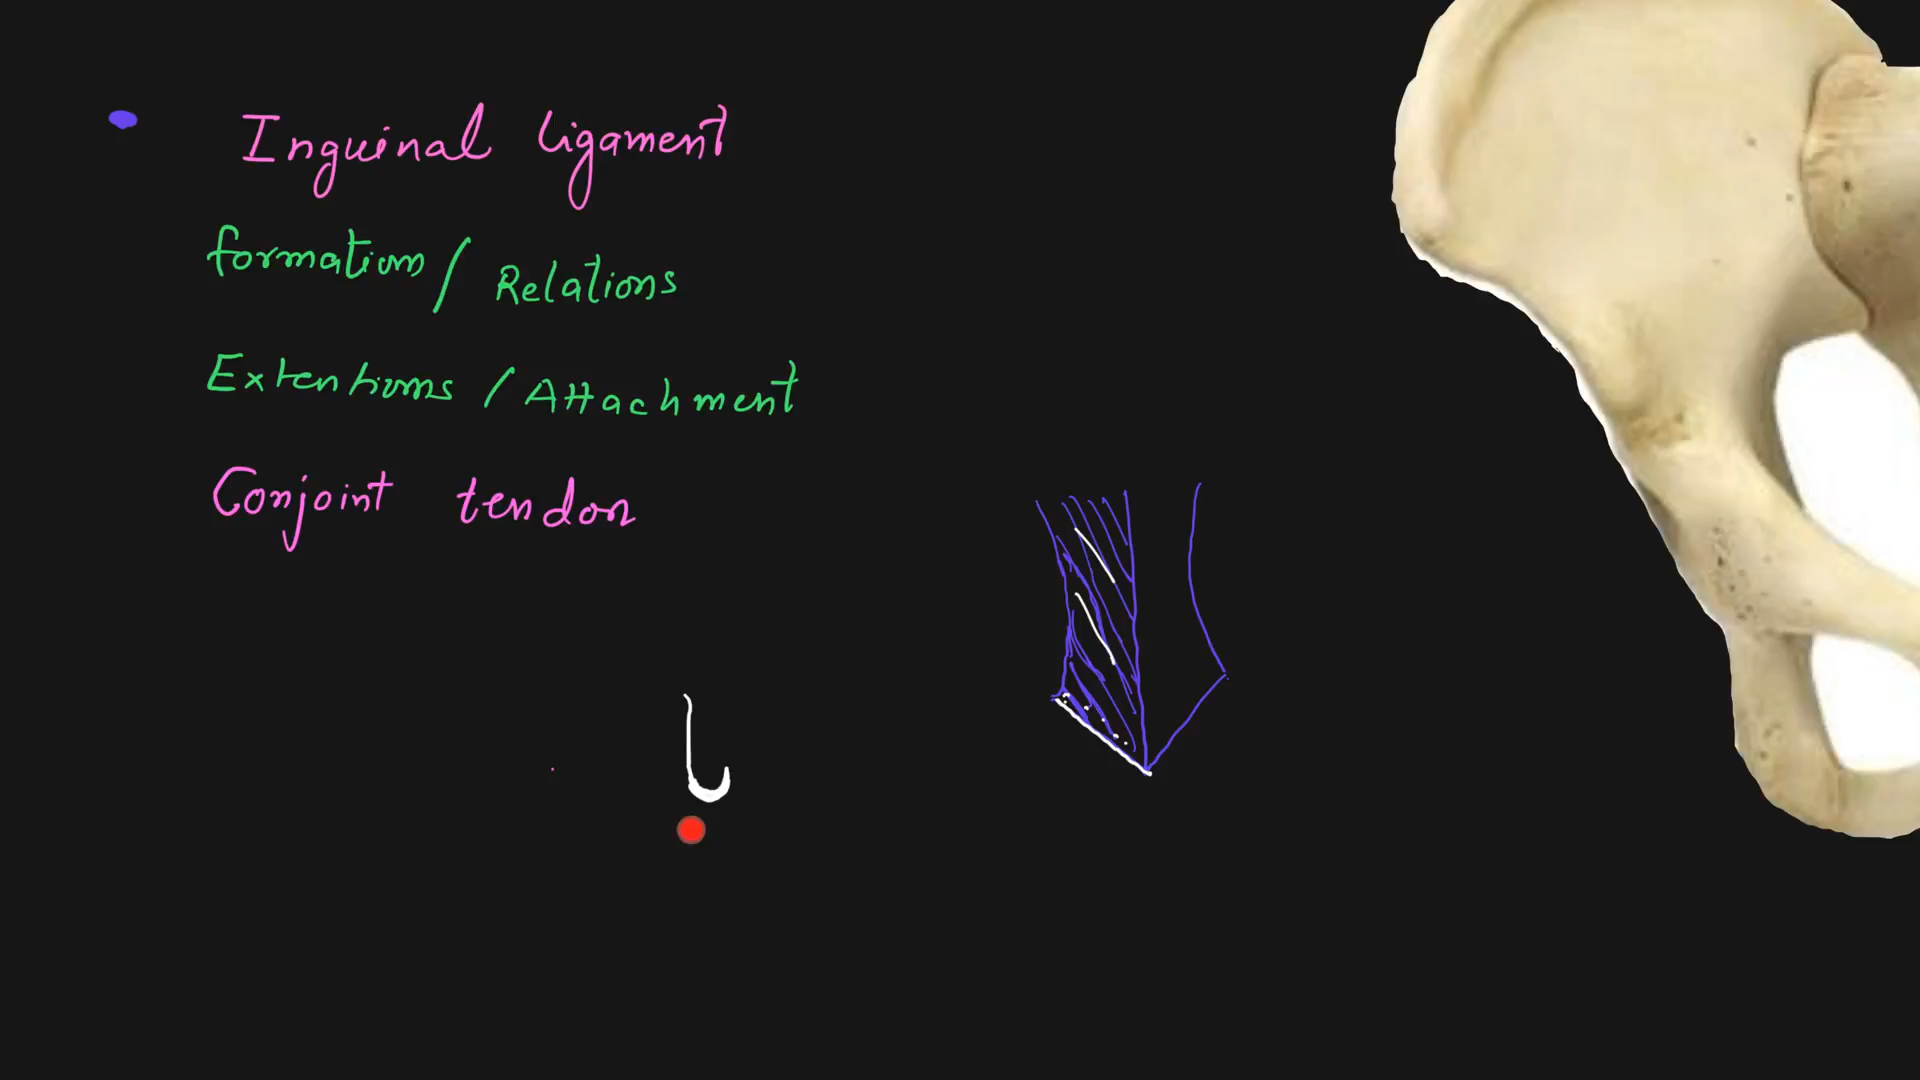 Inguinal ligament
formation / Relations
Extentions / Attachment
Conjoint tendon